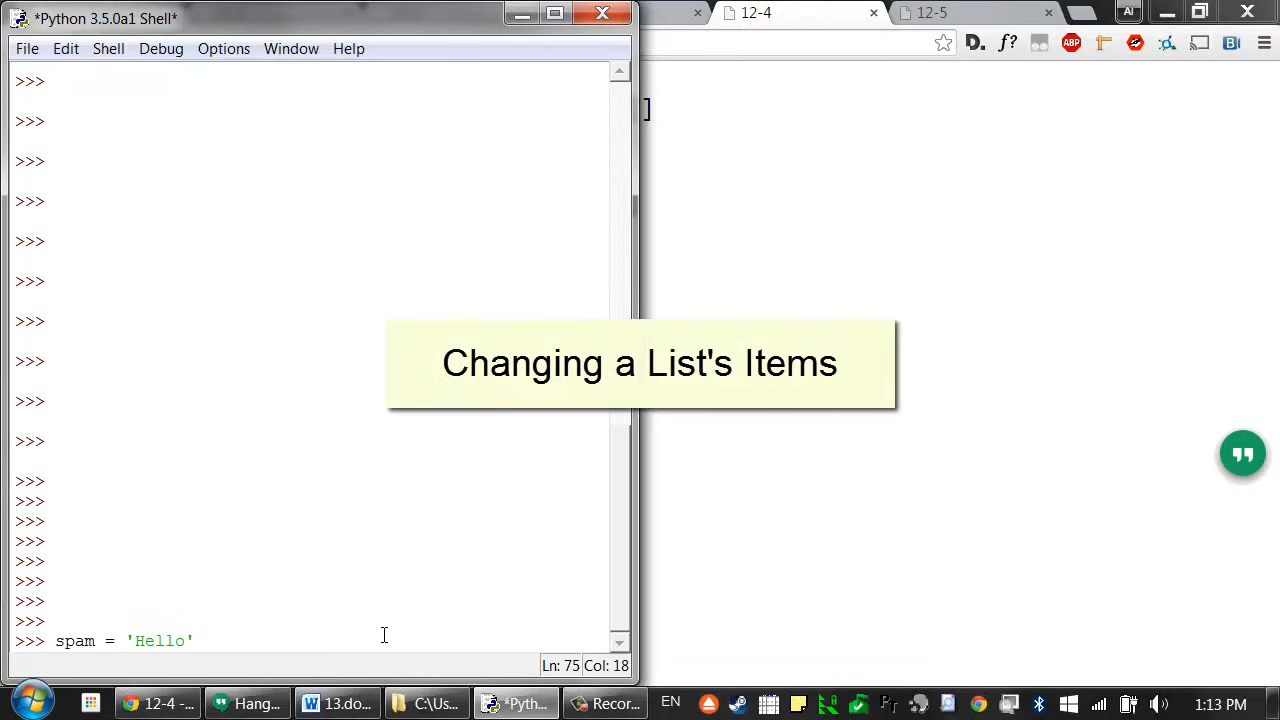 *Python 3.5.0a1 Shell*
12-4
12-5
File Edit Shell Debug Options Window Help
ABP
>>>
]
>>>
>>>
>>>
>>>
>>>
>>>
>>>
Changing a List's Items
>>>
>>>
>>>
>>>
>>>
>>>
>>>
>>>
>>>
>>>
>>> spam = 'Hello'
Ln: 75 Col: 18
12-4 -...
Hang...
13.do...
C:\Us...
*Pyth...
Recor...
EN
1:13 PM